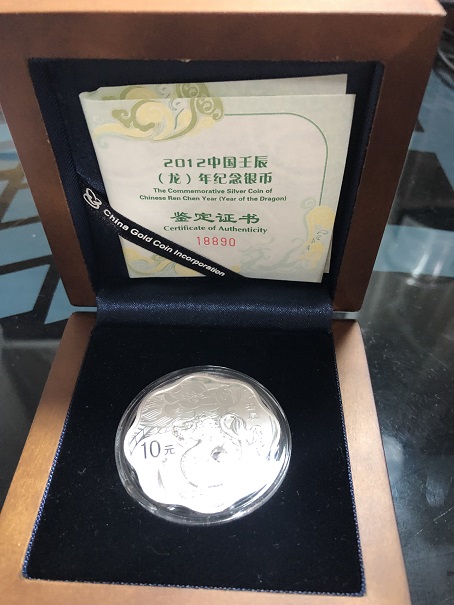 2012中国壬辰
（龙）年纪念银币
The Commemorative Silver Coin of
Chinese Ren Chen Year (Year of the Dragon)
鉴定证书
Certificate of Authenticity
18890
China Gold Coin Incorporation
10元